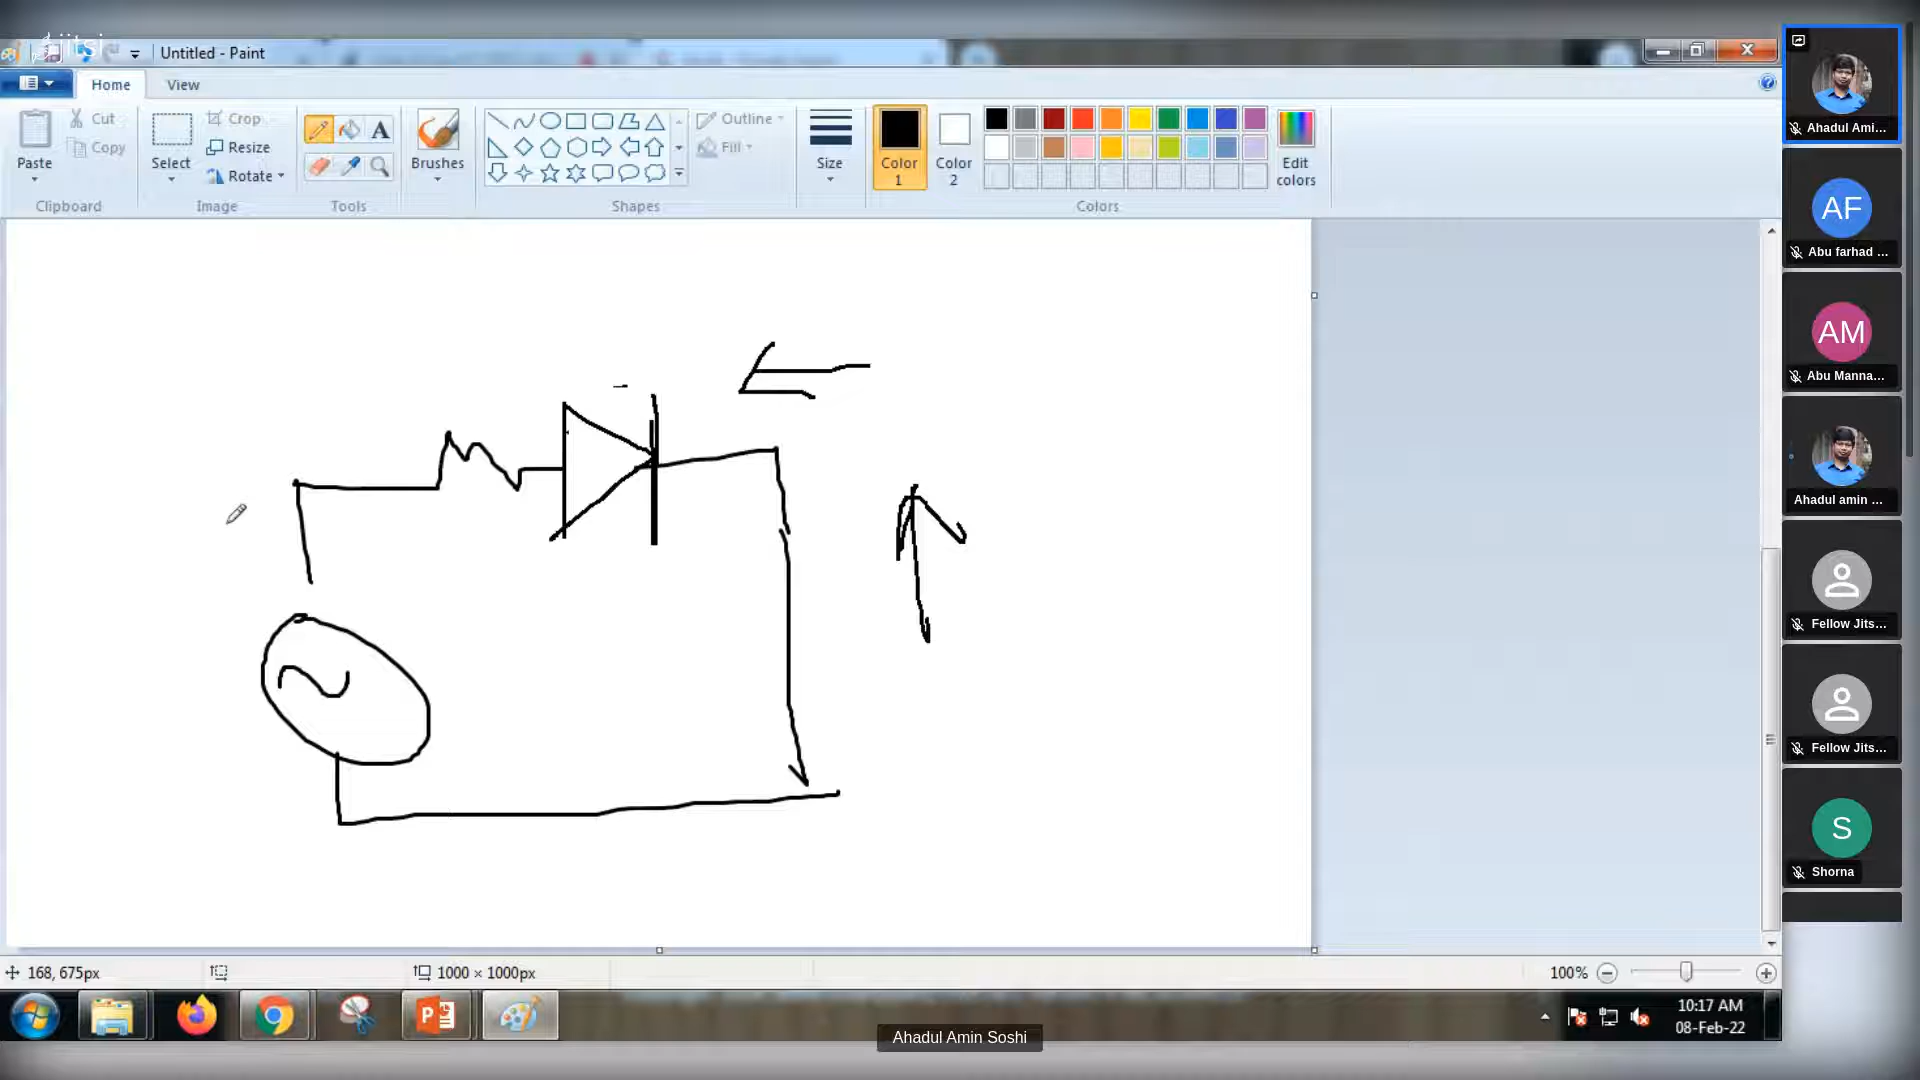 jitsi
Untitled - Paint
Home
View
Paste
Cut
Copy
Clipboard
Select
Crop
Resize
Rotate
Image
A
Tools
Brushes
Shapes
Outline
Fill
Size
Color
1
Color
2
Edit
colors
Colors
168, 675px
1000 × 1000px
100%
10:17 AM
08-Feb-22
Ahadul Amin Soshi
Ahadul Ami...
AF
Abu farhad ...
AM
Abu Manna...
Ahadul amin ...
Fellow Jits...
Fellow Jits...
S
Shorna